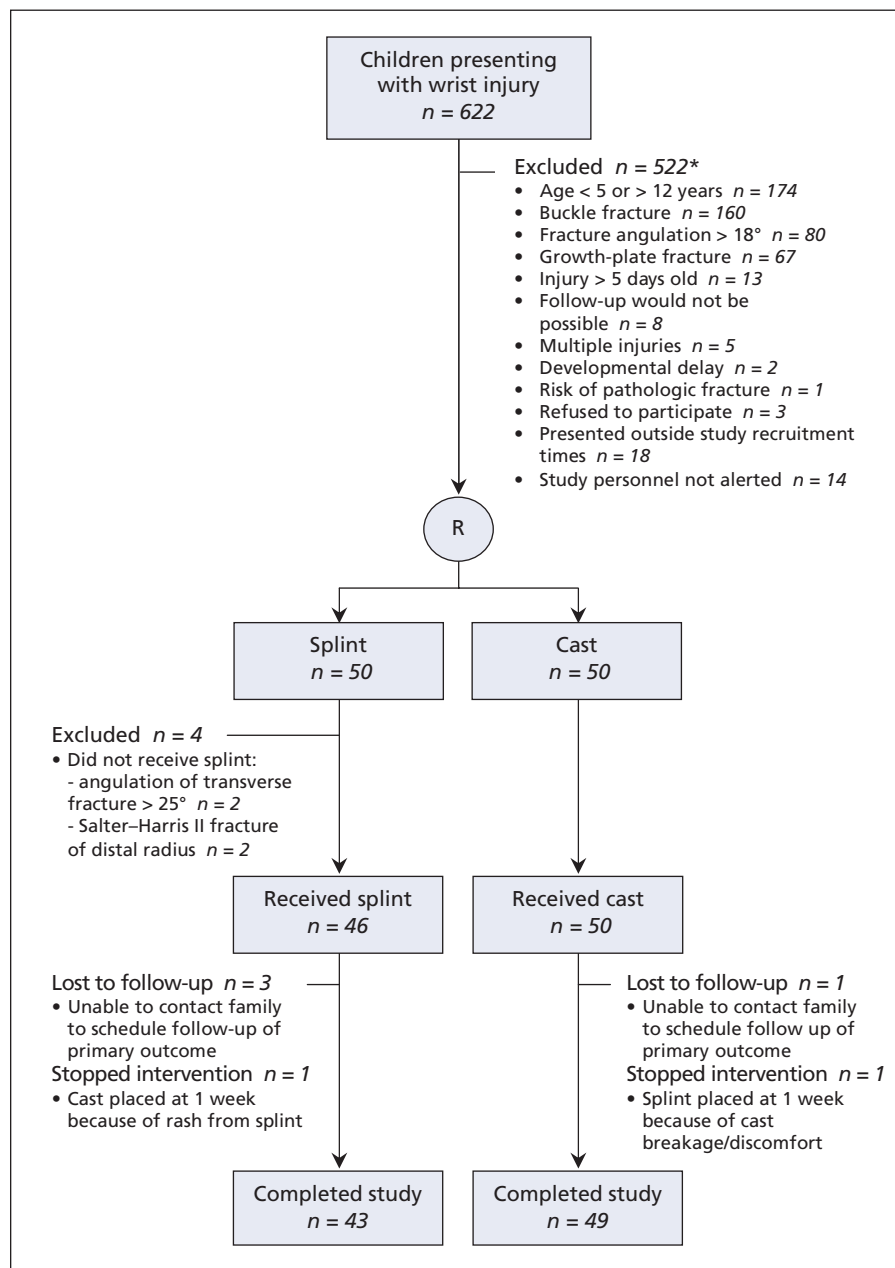 Children presenting
with wrist injury
n = 622
Excluded n = 522*
• Age < 5 or > 12 years n = 174
• Buckle fracture n = 160
• Fracture angulation > 18° n = 80
• Growth-plate fracture n = 67
• Injury > 5 days old n = 13
• Follow-up would not be
possible n = 8
• Multiple injuries n = 5
• Developmental delay n = 2
• Risk of pathologic fracture n = 1
• Refused to participate n = 3
• Presented outside study recruitment
times n = 18
• Study personnel not alerted n = 14
R
Splint
n = 50
Cast
n = 50
Excluded n = 4
• Did not receive splint:
- angulation of transverse
fracture > 25° n = 2
- Salter–Harris II fracture
of distal radius n = 2
Received splint
n = 46
Received cast
n = 50
Lost to follow-up n = 3
• Unable to contact family
to schedule follow-up of
primary outcome
Stopped intervention n = 1
• Cast placed at 1 week
because of rash from splint
Lost to follow-up n = 1
• Unable to contact family
to schedule follow up of
primary outcome
Stopped intervention n = 1
• Splint placed at 1 week
because of cast
breakage/discomfort
Completed study
n = 43
Completed study
n = 49